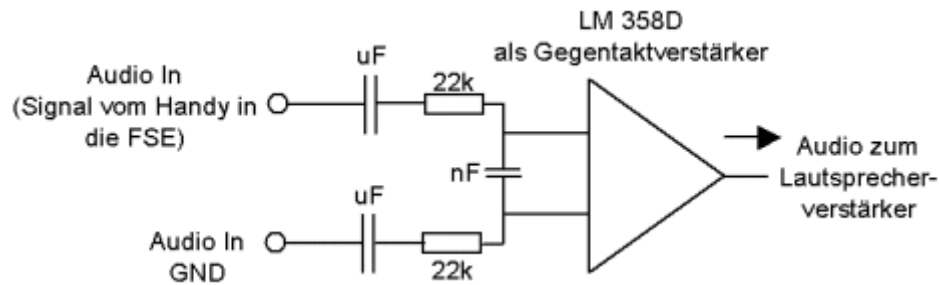 LM 358D
als Gegentaktverstärker
uF
22k
Audio In
(Signal vom Handy in
die FSE)
nF
Audio zum
Lautsprecher-
verstärker
uF
22k
Audio In
GND